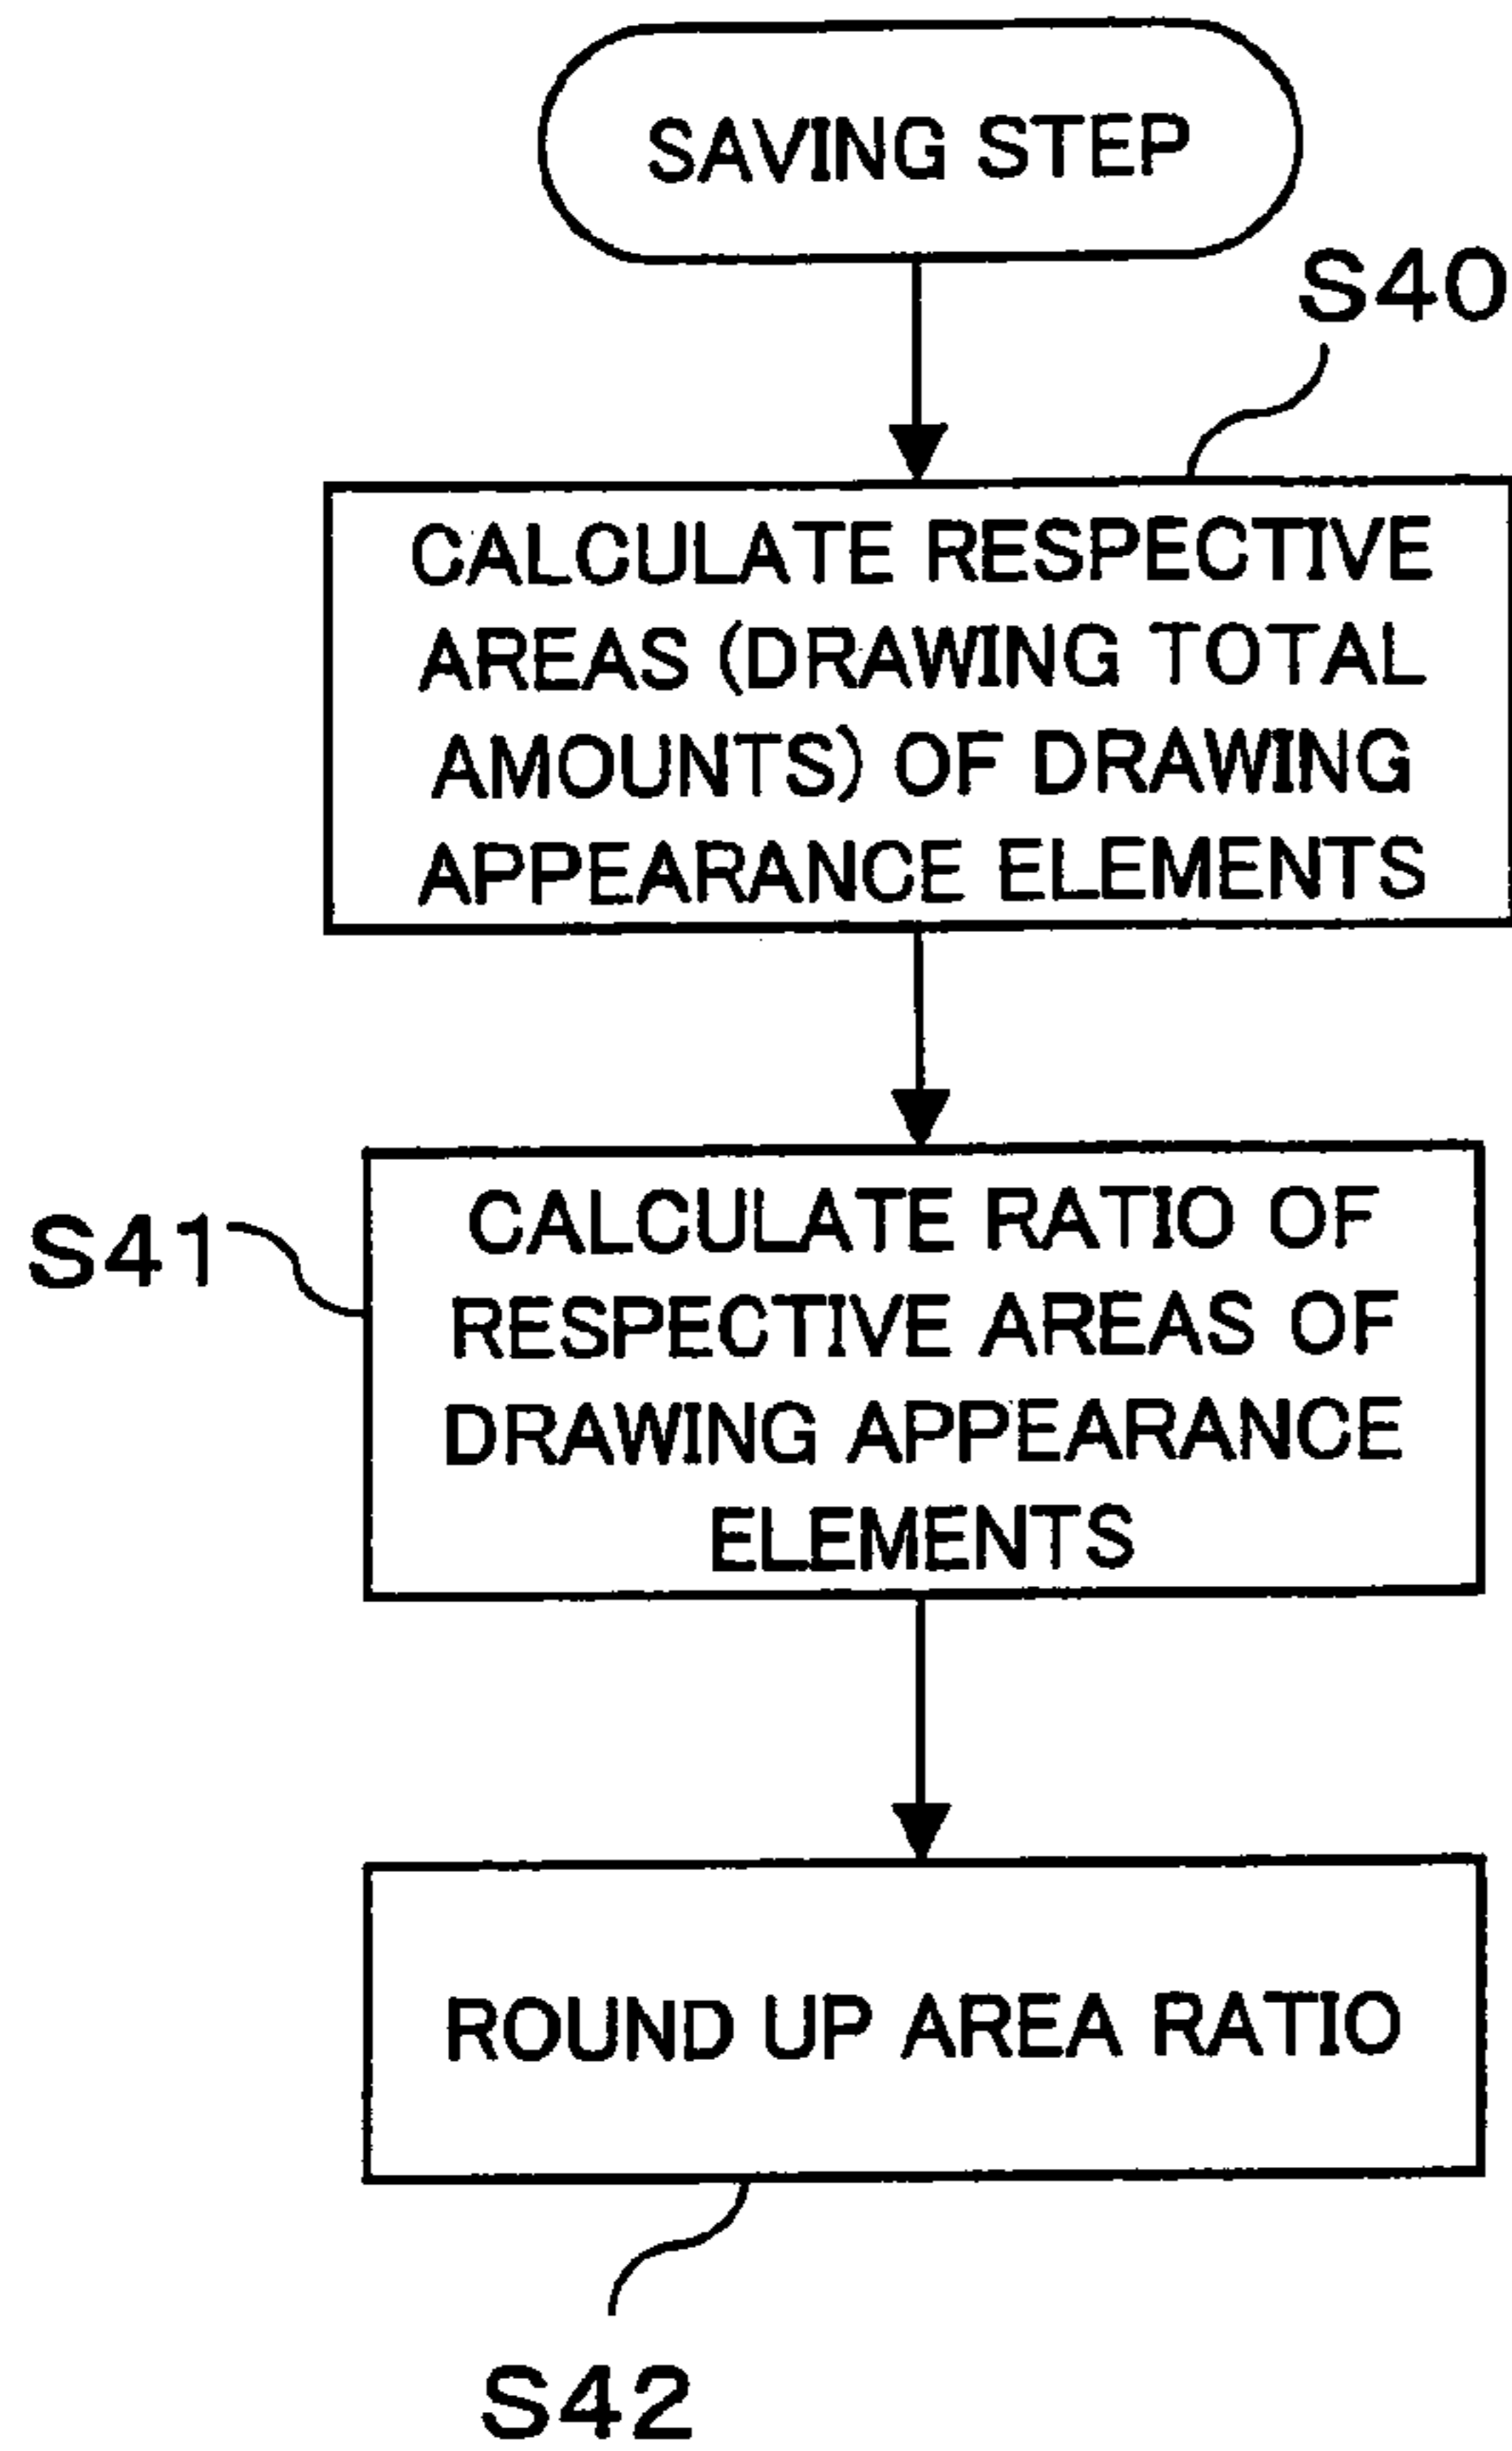 SAVING STEP
S40
CALCULATE RESPECTIVE
AREAS (DRAWING TOTAL
AMOUNTS) OF DRAWING
APPEARANCE ELEMENTS
S41
CALCULATE RATIO OF
RESPECTIVE AREAS OF
DRAWING APPEARANCE
ELEMENTS
ROUND UP AREA RATIO
S42